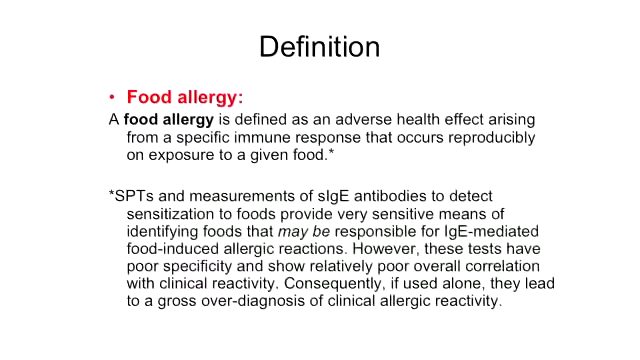 Definition
• Food allergy:
A food allergy is defined as an adverse health effect arising
from a specific immune response that occurs reproducibly
on exposure to a given food.*
*SPTs and measurements of sIgE antibodies to detect
sensitization to foods provide very sensitive means of
identifying foods that may be responsible for IgE-mediated
food-induced allergic reactions. However, these tests have
poor specificity and show relatively poor overall correlation
with clinical reactivity. Consequently, if used alone, they lead
to a gross over-diagnosis of clinical allergic reactivity.